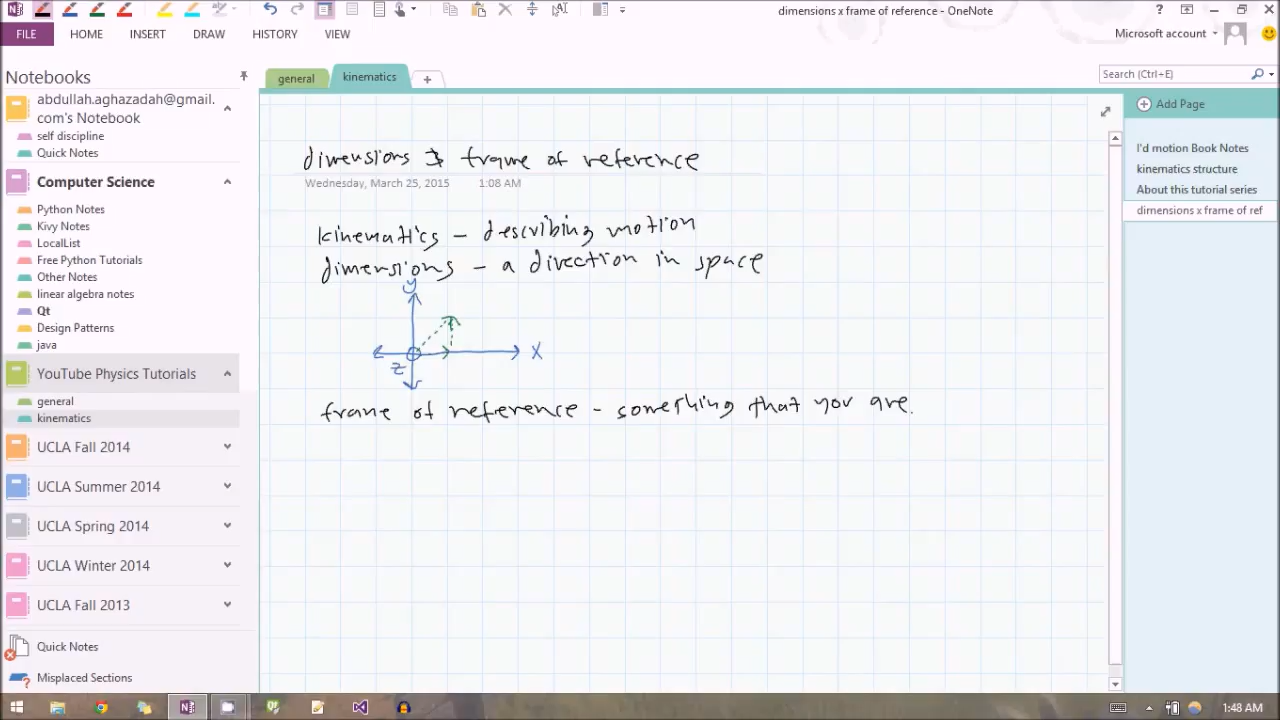 dimensions x frame of reference - OneNote
FILE HOME INSERT DRAW HISTORY VIEW
Microsoft account
Notebooks
abdullah.aghazadah@gmail.
com's Notebook
self discipline
Quick Notes
Computer Science
Python Notes
Kivy Notes
LocalList
Free Python Tutorials
Other Notes
linear algebra notes
Qt
Design Patterns
java
YouTube Physics Tutorials
general
kinematics
UCLA Fall 2014
UCLA Summer 2014
UCLA Spring 2014
UCLA Winter 2014
UCLA Fall 2013
Quick Notes
Misplaced Sections
general kinematics
Search (Ctrl+E)
dimensions & frame of reference
Wednesday, March 25, 2015 1:08 AM
kinematics - describing motion
dimensions - a direction in space
y
x
z
frame of reference - something that you are
Add Page
I'd motion Book Notes
kinematics structure
About this tutorial series
dimensions x frame of ref
1:48 AM